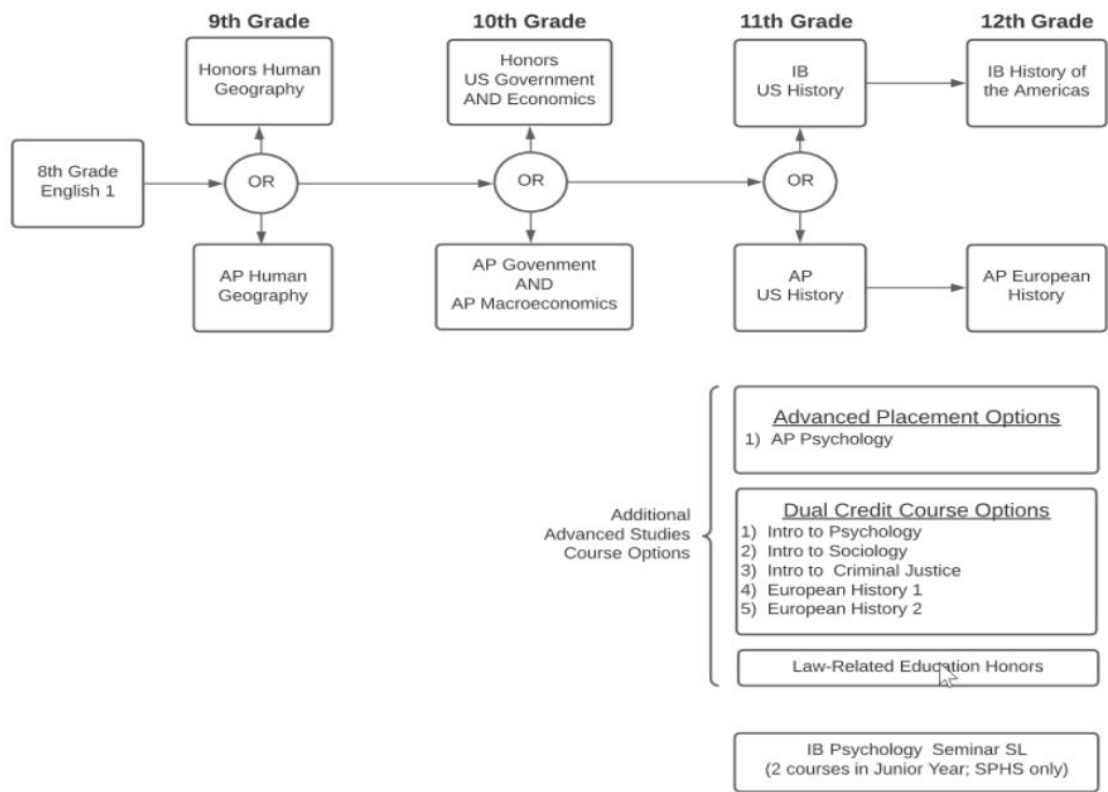 9th Grade
10th Grade
11th Grade
12th Grade
Honors Human
Geography
Honors
US Government
AND Economics
IB
US History
IB History of
the Americas
8th Grade
English 1
OR
OR
OR
AP Human
Geography
AP Govenment
AND
AP Macroeconomics
AP
US History
AP European
History
Additional
Advanced Studies
Course Options
Advanced Placement Options
1) AP Psychology
Dual Credit Course Options
1) Intro to Psychology
2) Intro to Sociology
3) Intro to Criminal Justice
4) European History 1
5) European History 2
Law-Related Education Honors
IB Psychology Seminar SL
(2 courses in Junior Year; SPHS only)